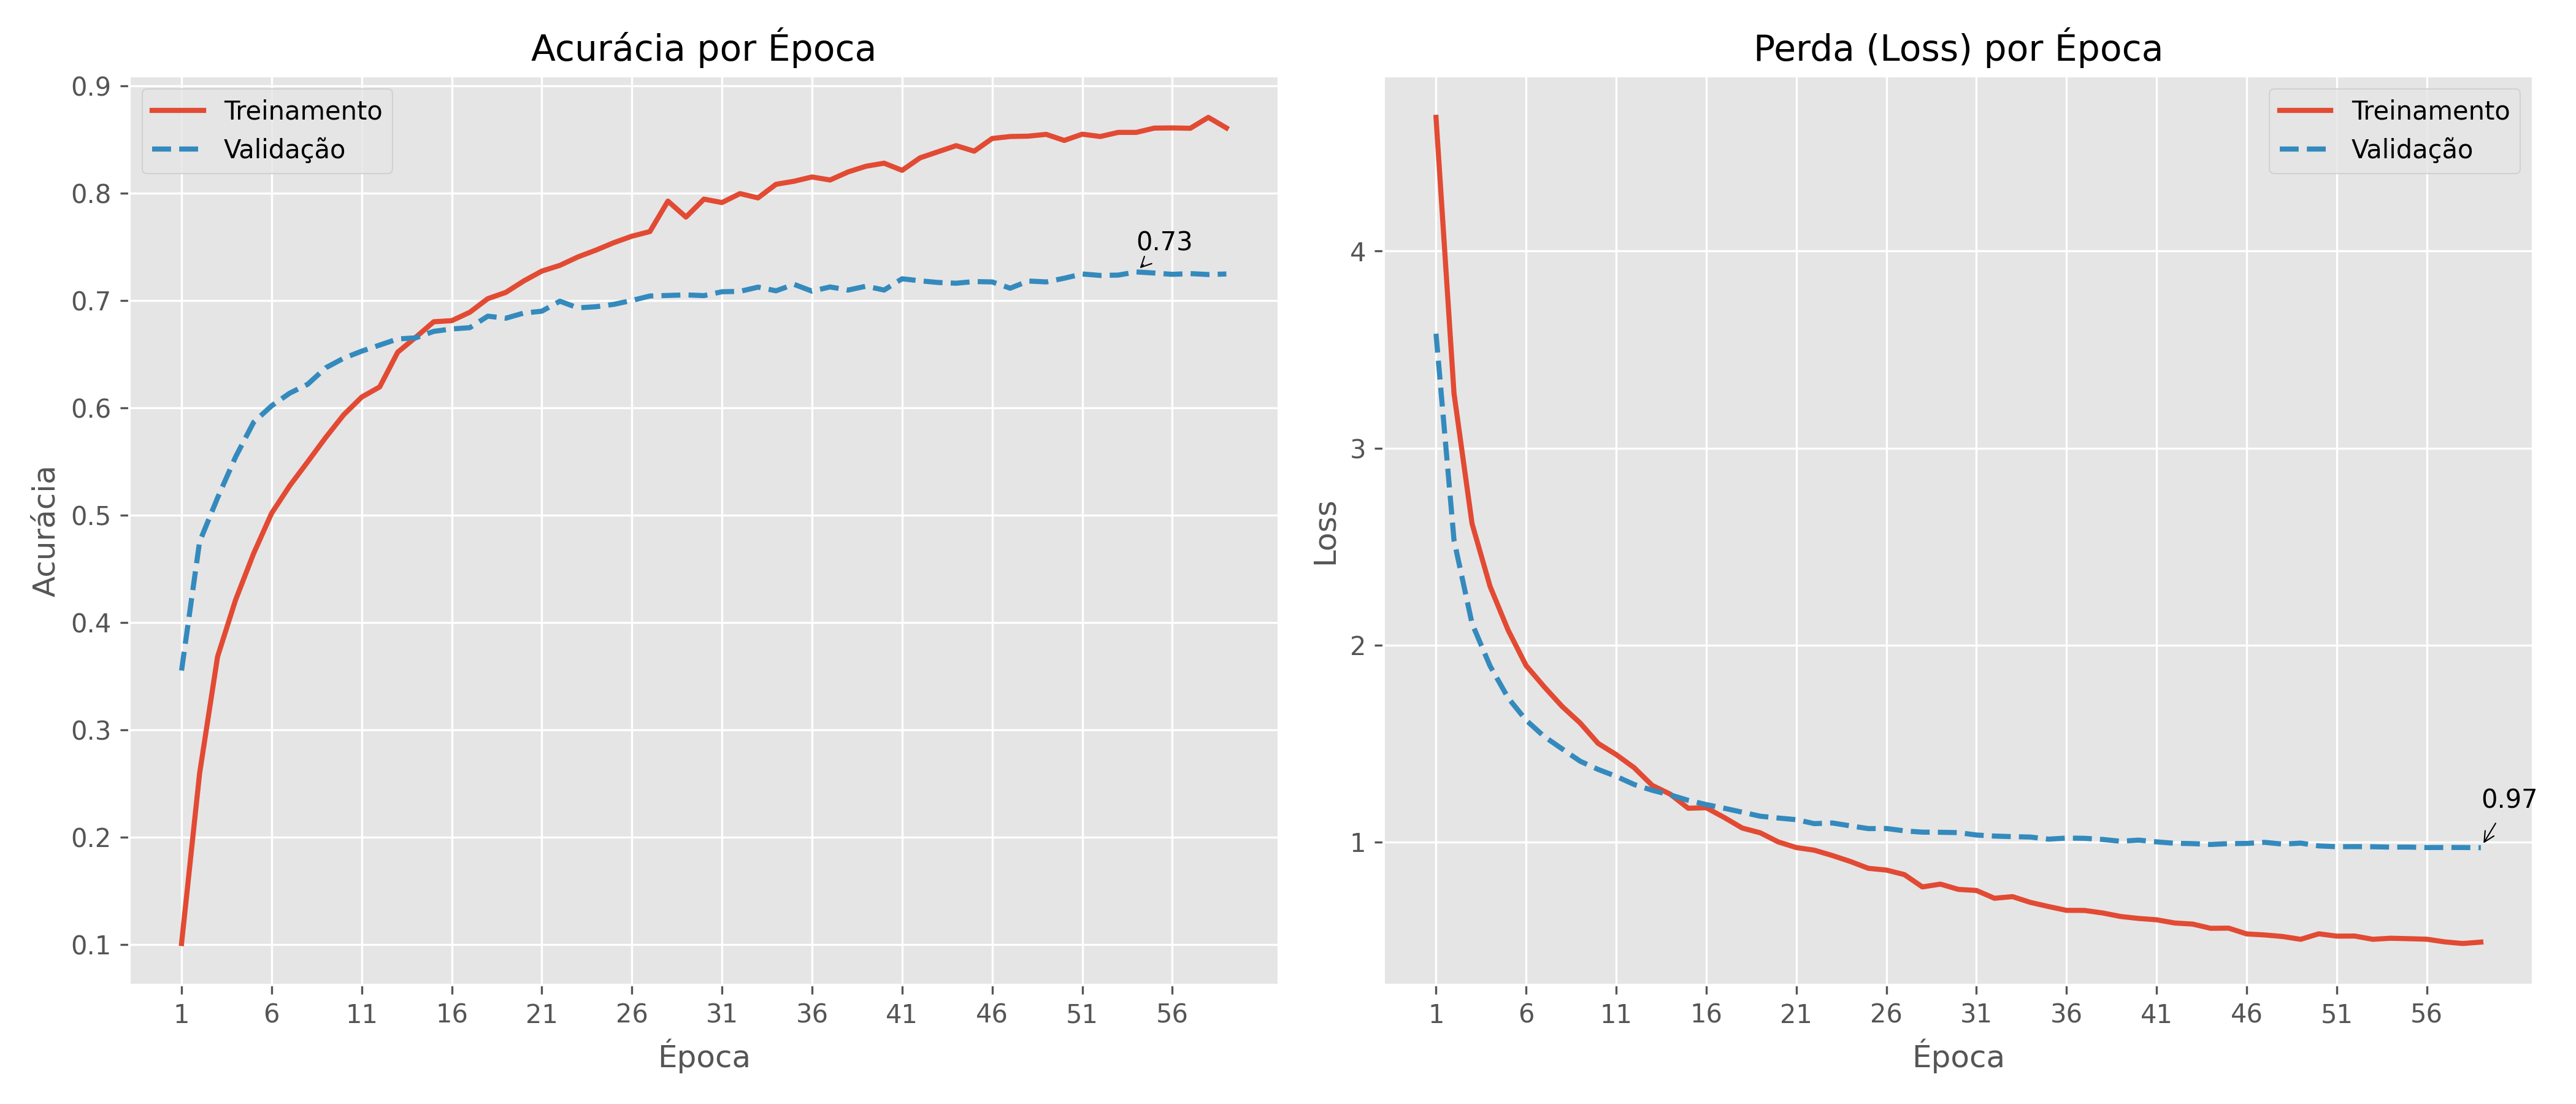 Acurácia por Época
Treinamento
Validação
0.9
0.8
0.7
0.6
0.5
0.4
0.3
0.2
0.1
Acurácia
0.73
1 6 11 16 21 26 31 36 41 46 51 56
Época
Perda (Loss) por Época
Treinamento
Validação
4
3
2
1
Loss
0.97
1 6 11 16 21 26 31 36 41 46 51 56
Época